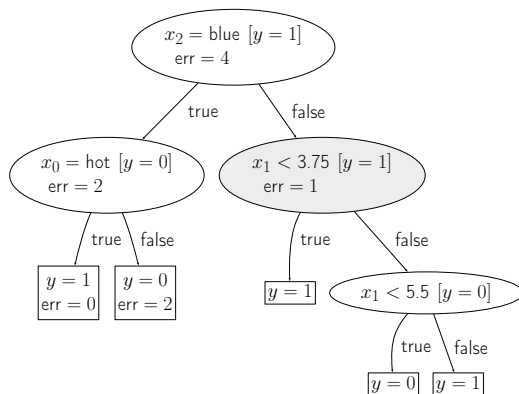 x₂ = blue [y = 1]
err = 4
true
false
x₀ = hot [y = 0]
err = 2
x₁ < 3.75 [y = 1]
err = 1
true
false
true
false
y = 1
err = 0
y = 0
err = 2
y = 1
x₁ < 5.5 [y = 0]
true
false
y = 0
y = 1